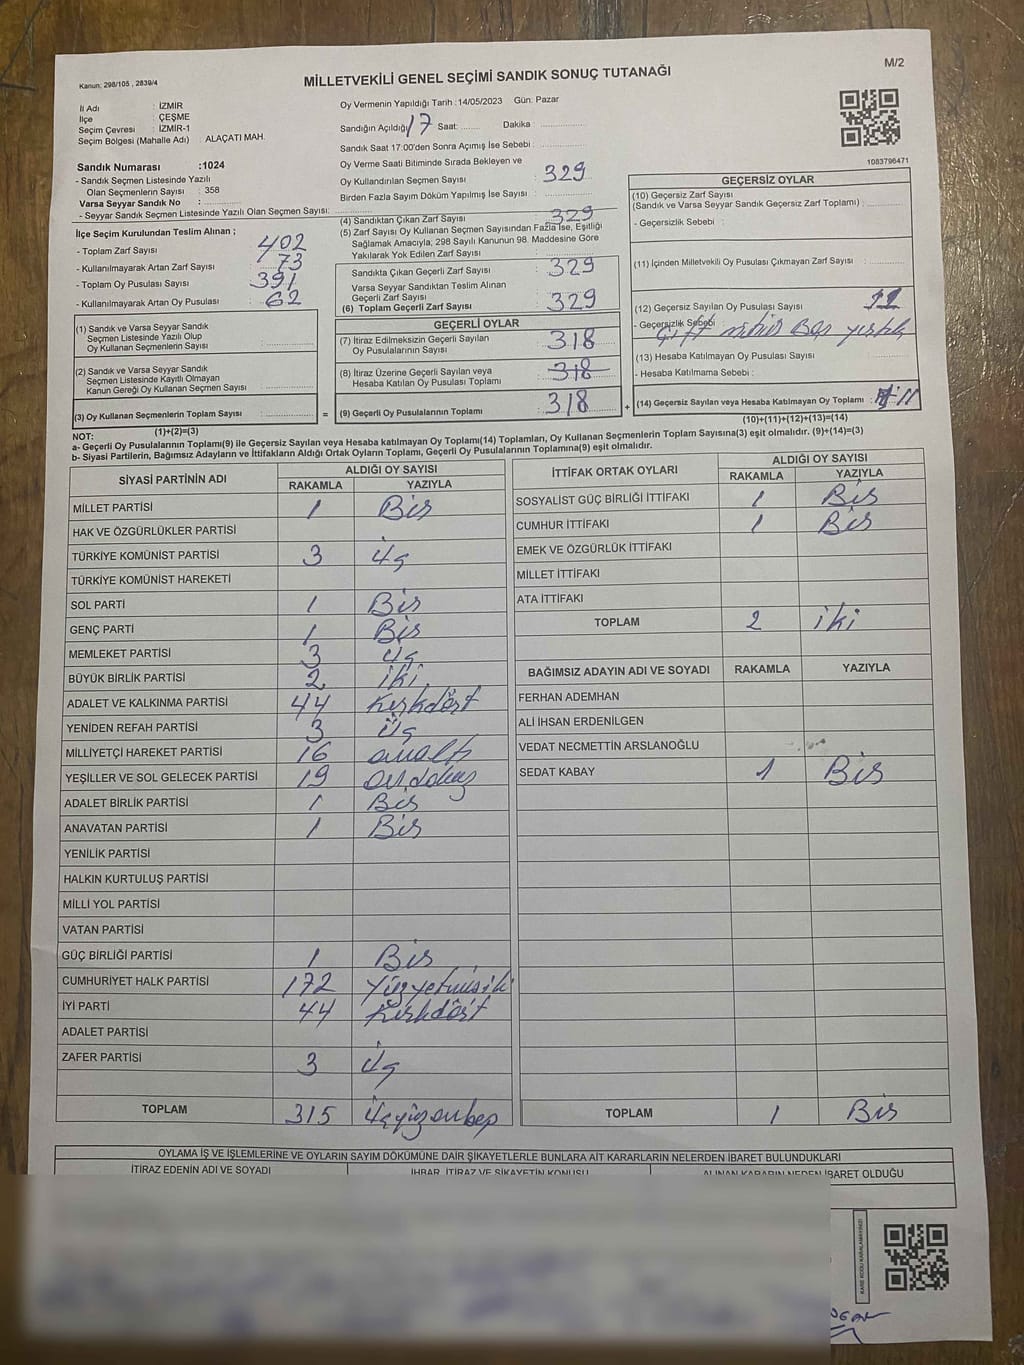 M/2
Kanun: 298/105 , 2839/4
MİLLETVEKİLİ GENEL SEÇİMİ SANDIK SONUÇ TUTANAĞI
İl Adı : İZMİR
İlçe : ÇEŞME
Seçim Çevresi : İZMİR-1
Seçim Bölgesi (Mahalle Adı) : ALAÇATI MAH.
Sandık Numarası :1024
- Sandık Seçmen Listesinde Yazılı
Olan Seçmenlerin Sayısı : 358
Varsa Seyyar Sandık No :
- Seyyar Sandık Seçmen Listesinde Yazılı Olan Seçmen Sayısı:
Oy Vermenin Yapıldığı Tarih :14/05/2023 Gün: Pazar
Sandığın Açıldığı 17 Saat: Dakika :
Sandık Saat 17:00'den Sonra Açımış İse Sebebi :
Oy Verme Saati Bitiminde Sırada Bekleyen ve
Oy Kullandırılan Seçmen Sayısı : 329
Birden Fazla Sayım Döküm Yapılmış İse Sayısı :
1083796471
İlçe Seçim Kurulundan Teslim Alınan ;
- Toplam Zarf Sayısı : 402
- Kullanılmayarak Artan Zarf Sayısı : 73
- Toplam Oy Pusulası Sayısı : 391
- Kullanılmayarak Artan Oy Pusulası : 62
(1) Sandık ve Varsa Seyyar Sandık
Seçmen Listesinde Yazılı Olup
Oy Kullanan Seçmenlerin Sayısı :
(2) Sandık ve Varsa Seyyar Sandık
Seçmen Listesinde Kayıtlı Olmayan
Kanun Gereği Oy Kullanan Seçmen Sayısı :
(3) Oy Kullanan Seçmenlerin Toplam Sayısı :
(1)+(2)=(3)
(4) Sandıktan Çıkan Zarf Sayısı : 329
(5) Zarf Sayısı Oy Kullanan Seçmen Sayısından Fazla İse, Eşitliği
Sağlamak Amacıyla, 298 Sayılı Kanunun 98. Maddesine Göre
Yakılarak Yok Edilen Zarf Sayısı :
Sandıkta Çıkan Geçerli Zarf Sayısı : 329
Varsa Seyyar Sandıktan Teslim Alınan
Geçerli Zarf Sayısı :
(6) Toplam Geçerli Zarf Sayısı : 329
GEÇERLİ OYLAR
(7) İtiraz Edilmeksizin Geçerli Sayılan
Oy Pusulalarının Sayısı : 318
(8) İtiraz Üzerine Geçerli Sayılan veya
Hesaba Katılan Oy Pusulası Toplamı : 318
= (9) Geçerli Oy Pusulalarının Toplamı : 318 +
GEÇERSİZ OYLAR
(10) Geçersiz Zarf Sayısı
(Sandık ve Varsa Seyyar Sandık Geçersiz Zarf Toplamı) :
- Geçersizlik Sebebi :
(11) İçinden Milletvekili Oy Pusulası Çıkmayan Zarf Sayısı :
(12) Geçersiz Sayılan Oy Pusulası Sayısı : 11
- Geçersizlik Sebebi : Çift mühür Boş yırtık
(13) Hesaba Katılmayan Oy Pusulası Sayısı :
- Hesaba Katılmama Sebebi :
(14) Geçersiz Sayılan veya Hesaba Katılmayan Oy Toplamı : 11
(10)+(11)+(12)+(13)=(14)
NOT:
a- Geçerli Oy Pusulalarının Toplamı(9) ile Geçersiz Sayılan veya Hesaba katılmayan Oy Toplamı(14) Toplamları, Oy Kullanan Seçmenlerin Toplam Sayısına(3) eşit olmalıdır. (9)+(14)=(3)
b- Siyasi Partilerin, Bağımsız Adayların ve İttifakların Aldığı Ortak Oyların Toplamı, Geçerli Oy Pusulalarının Toplamına(9) eşit olmalıdır.
SİYASİ PARTİNİN ADI ALDIĞI OY SAYISI
RAKAMLA YAZIYLA
MİLLET PARTİSİ 1 Bir
HAK VE ÖZGÜRLÜKLER PARTİSİ
TÜRKİYE KOMÜNİST PARTİSİ 3 üç
TÜRKİYE KOMÜNİST HAREKETİ
SOL PARTİ 1 Bir
GENÇ PARTİ 1 Bir
MEMLEKET PARTİSİ 3 üç
BÜYÜK BİRLİK PARTİSİ 2 iki
ADALET VE KALKINMA PARTİSİ 44 Kırkdört
YENİDEN REFAH PARTİSİ 3 üç
MİLLİYETÇİ HAREKET PARTİSİ 16 onaltı
YEŞİLLER VE SOL GELECEK PARTİSİ 19 ondokuz
ADALET BİRLİK PARTİSİ 1 Bir
ANAVATAN PARTİSİ 1 Bir
YENİLİK PARTİSİ
HALKIN KURTULUŞ PARTİSİ
MİLLİ YOL PARTİSİ
VATAN PARTİSİ
GÜÇ BİRLİĞİ PARTİSİ 1 Bir
CUMHURİYET HALK PARTİSİ 172 Yüzyetmişiki
İYİ PARTİ 44 Kırkdört
ADALET PARTİSİ
ZAFER PARTİSİ 3 üç
TOPLAM 315 üçyüzonbeş
İTTİFAK ORTAK OYLARI ALDIĞI OY SAYISI
RAKAMLA YAZIYLA
SOSYALİST GÜÇ BİRLİĞİ İTTİFAKI 1 Bir
CUMHUR İTTİFAKI 1 Bir
EMEK VE ÖZGÜRLÜK İTTİFAKI
MİLLET İTTİFAKI
ATA İTTİFAKI
TOPLAM 2 iki
BAĞIMSIZ ADAYIN ADI VE SOYADI RAKAMLA YAZIYLA
FERHAN ADEMHAN
ALİ İHSAN ERDENİLGEN
VEDAT NECMETTİN ARSLANOĞLU
SEDAT KABAY 1 Bir
TOPLAM 1 Bir
OYLAMA İŞ VE İŞLEMLERİNE VE OYLARIN SAYIM DÖKÜMÜNE DAİR ŞİKAYETLERLE BUNLARA AİT KARARLARIN NELERDEN İBARET BULUNDUKLARI
İTİRAZ EDENİN ADI VE SOYADI İHBAR, İTİRAZ VE ŞİKAYETİN KONUSU ALINAN KARARIN NEDEN İBARET OLDUĞU
KARE KODU KARALAMAYINIZ!